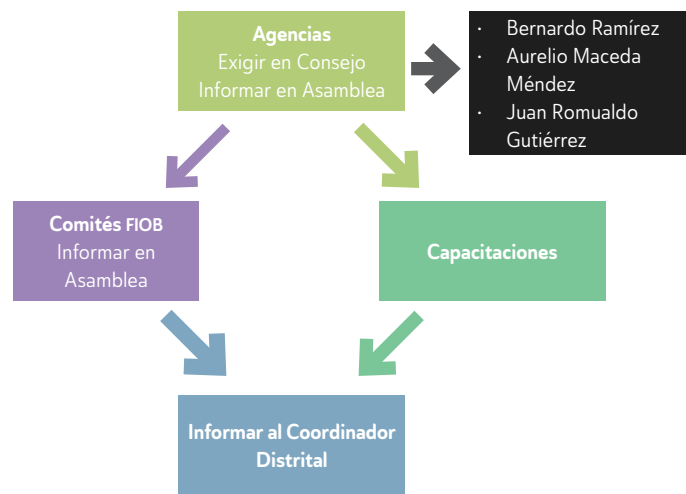 Agencias
Exigir en Consejo
Informar en Asamblea
· Bernardo Ramírez
· Aurelio Maceda
Méndez
· Juan Romualdo
Gutiérrez
Comités FIOB
Informar en
Asamblea
Capacitaciones
Informar al Coordinador
Distrital